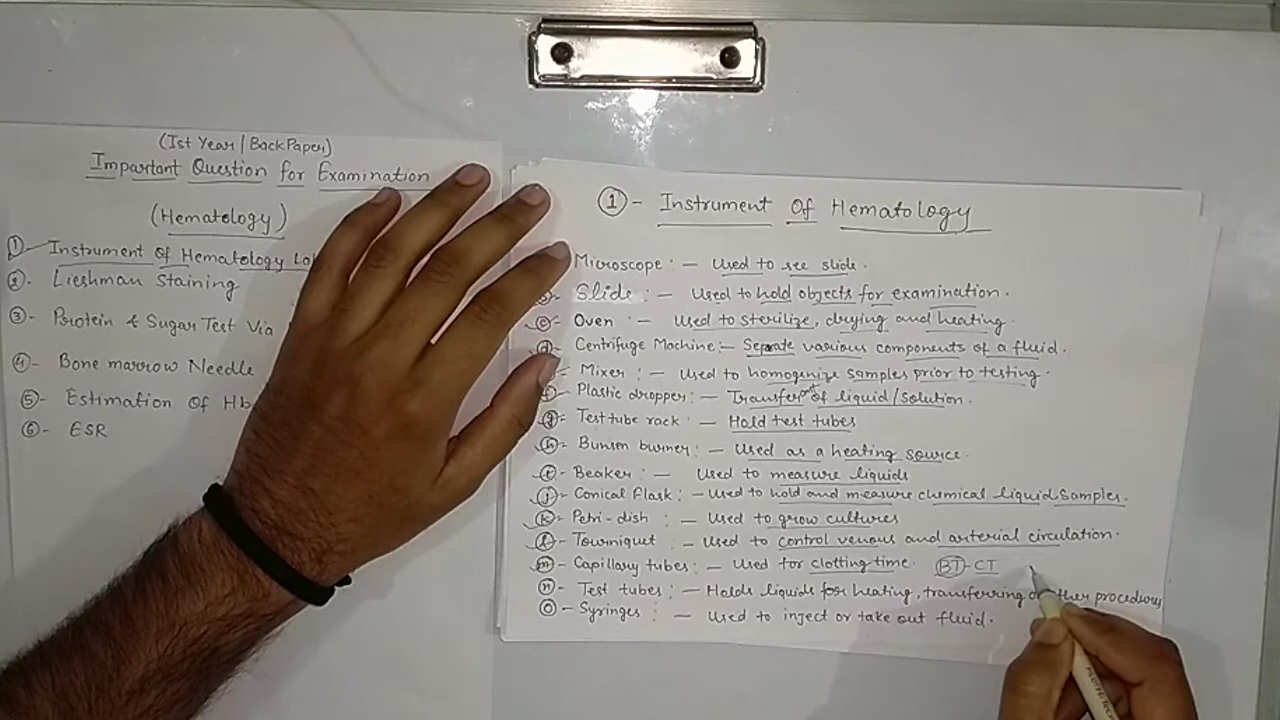 (Ist Year | Back Paper)
Important Question for Examination
(Hematology)
①- Instrument Of Hematology
②- Lieshman Staining
③- Protein & Sugar Test Via
④- Bone marrow Needle
⑤- Estimation Of Hb
⑥- ESR
①- Instrument Of Hematology
Microscope :- Used to see slide.
Slide :- Used to hold objects for examination.
ⓒ- Oven :- Used to sterilize, drying and heating.
ⓓ- Centrifuge Machine:- Separate various components of a fluid.
Mixer :- Used to homogenize samples prior to testing.
ⓕ- Plastic dropper:- Transfer of liquid/solution.
ⓖ- Test tube rack :- Hold test tubes
ⓗ- Bunsen burner :- Used as a heating source.
ⓘ- Beaker :- Used to measure liquids
ⓙ- Conical Flask :- Used to hold and measure chemical liquid samples.
ⓚ- Petri-dish :- Used to grow cultures
ⓛ- Tourniquet :- Used to control venous and arterial circulation.
ⓜ- Capillary tubes:- Used for clotting time. BT-CT
ⓝ- Test tubes :- Holds liquids for heating, transferring procedures
ⓞ- Syringes :- Used to inject or take out fluid.